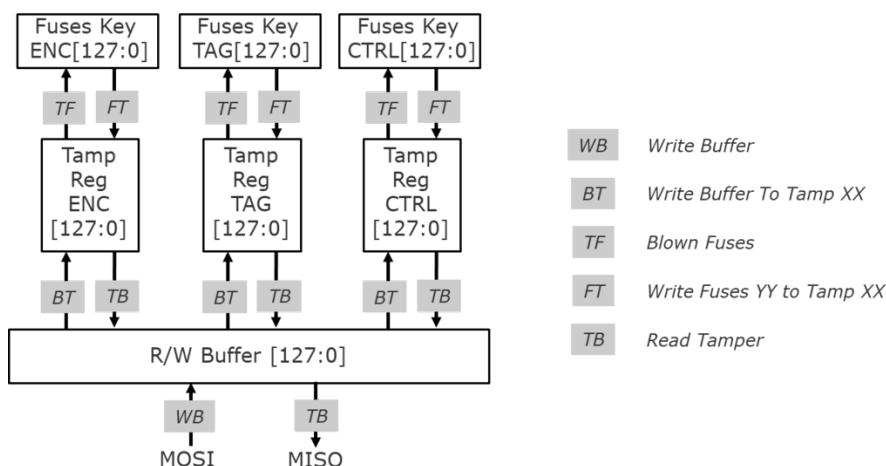 Fuses Key
ENC[127:0]
Fuses Key
TAG[127:0]
Fuses Key
CTRL[127:0]
TF
FT
TF
FT
TF
FT
Tamp
Reg
ENC
[127:0]
Tamp
Reg
TAG
[127:0]
Tamp
Reg
CTRL
[127:0]
BT
TB
BT
TB
BT
TB
R/W Buffer [127:0]
WB
TB
MOSI
MISO
WB Write Buffer
BT Write Buffer To Tamp XX
TF Blown Fuses
FT Write Fuses YY to Tamp XX
TB Read Tamper